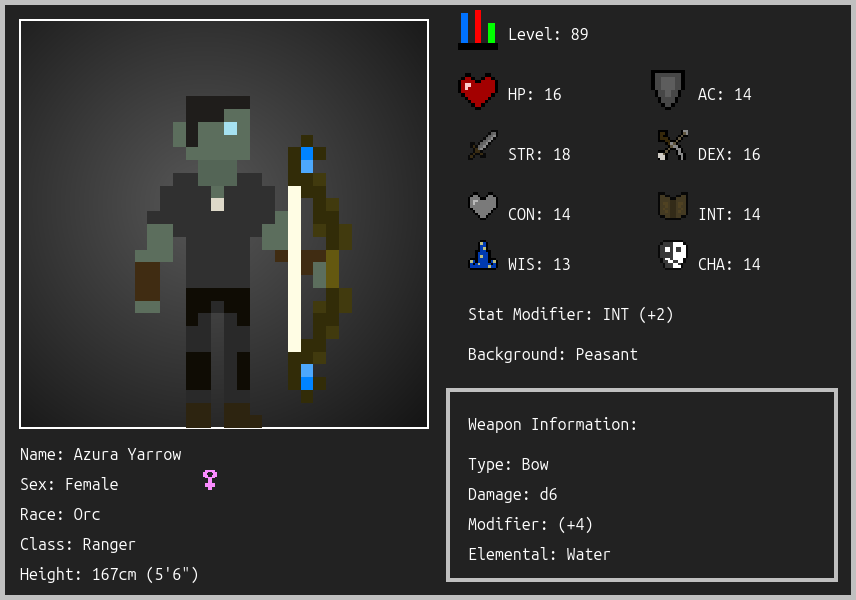 Level: 89
HP: 16
AC: 14
STR: 18
DEX: 16
CON: 14
INT: 14
WIS: 13
CHA: 14
Stat Modifier: INT (+2)
Background: Peasant
Weapon Information:
Type: Bow
Damage: d6
Modifier: (+4)
Elemental: Water
Name: Azura Yarrow
Sex: Female
Race: Orc
Class: Ranger
Height: 167cm (5'6")